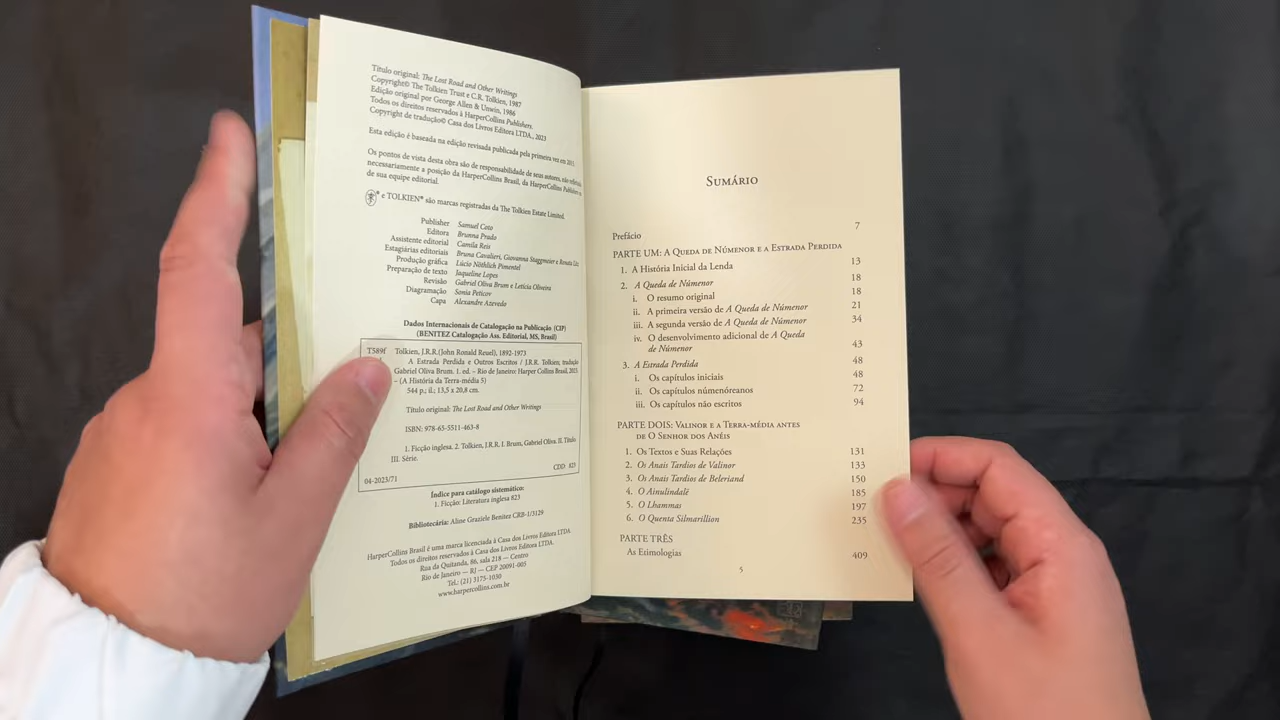 Título original: The Lost Road and Other Writings
Copyright© The Tolkien Trust e C.R. Tolkien, 1987
Edição original por George Allen & Unwin, 1986
Todos os direitos reservados à HarperCollins Publishers.
Copyright de tradução© Casa dos Livros Editora LTDA., 2023
Esta edição é baseada na edição revisada publicada pela primeira vez em
Os pontos de vista desta obra são de responsabilidade de seus autores, não
necessariamente a posição da HarperCollins Brasil, da HarperCollins
de sua equipe editorial.
® e TOLKIEN® são marcas registradas da The Tolkien Estate Limited.
Publisher Samuel Coto
Editora Brunna Prado
Assistente editorial Camila Reis
Estagiárias editoriais Bruna Cavalieri, Giovanna Staggmeier e Renata
Produção gráfica Lúcio Nöthlich Pimentel
Preparação de texto Jaqueline Lopes
Revisão Gabriel Oliva Brum e Letícia Oliveira
Diagramação Sonia Peticov
Capa Alexandre Azevedo
Dados Internacionais de Catalogação na Publicação (CIP)
(BENITEZ Catalogação Ass. Editorial, MS, Brasil)
T589f Tolkien, J.R.R.(John Ronald Reuel), 1892-1973
A Estrada Perdida e Outros Escritos / J.R.R. Tolkien; tradução
Gabriel Oliva Brum. 1. ed. – Rio de Janeiro: Harper Collins Brasil,
– (A História da Terra-média 5)
544 p.; il.; 13,5 x 20,8 cm.
Título original: The Lost Road and Other Writings
ISBN: 978-65-5511-463-8
1. Ficção inglesa. 2. Tolkien, J.R.R. I. Brum, Gabriel Oliva. II. Título
III. Série.
04-2023/71 CDD 823
Índice para catálogo sistemático:
1. Ficção: Literatura inglesa 823
Bibliotecária: Aline Graziele Benitez CRB-1/3129
HarperCollins Brasil é uma marca licenciada à Casa dos Livros Editora LTDA.
Todos os direitos reservados à Casa dos Livros Editora LTDA.
Rua da Quitanda, 86, sala 218 — Centro
Rio de Janeiro — RJ — CEP 20091-005
Tel.: (21) 3175-1030
www.harpercollins.com.br
Sumário
Prefácio 7
PARTE UM: A Queda de Númenor e a Estrada Perdida
1. A História Inicial da Lenda 13
2. A Queda de Númenor 18
i. O resumo original 18
ii. A primeira versão de A Queda de Númenor 21
iii. A segunda versão de A Queda de Númenor 34
iv. O desenvolvimento adicional de A Queda
de Númenor 43
3. A Estrada Perdida 48
i. Os capítulos iniciais 48
ii. Os capítulos númenóreanos 72
iii. Os capítulos não escritos 94
PARTE DOIS: Valinor e a Terra-média antes
de O Senhor dos Anéis
1. Os Textos e Suas Relações 131
2. Os Anais Tardios de Valinor 133
3. Os Anais Tardios de Beleriand 150
4. O Ainulindalë 185
5. O Lhammas 197
6. O Quenta Silmarillion 235
PARTE TRÊS
As Etimologias 409
5